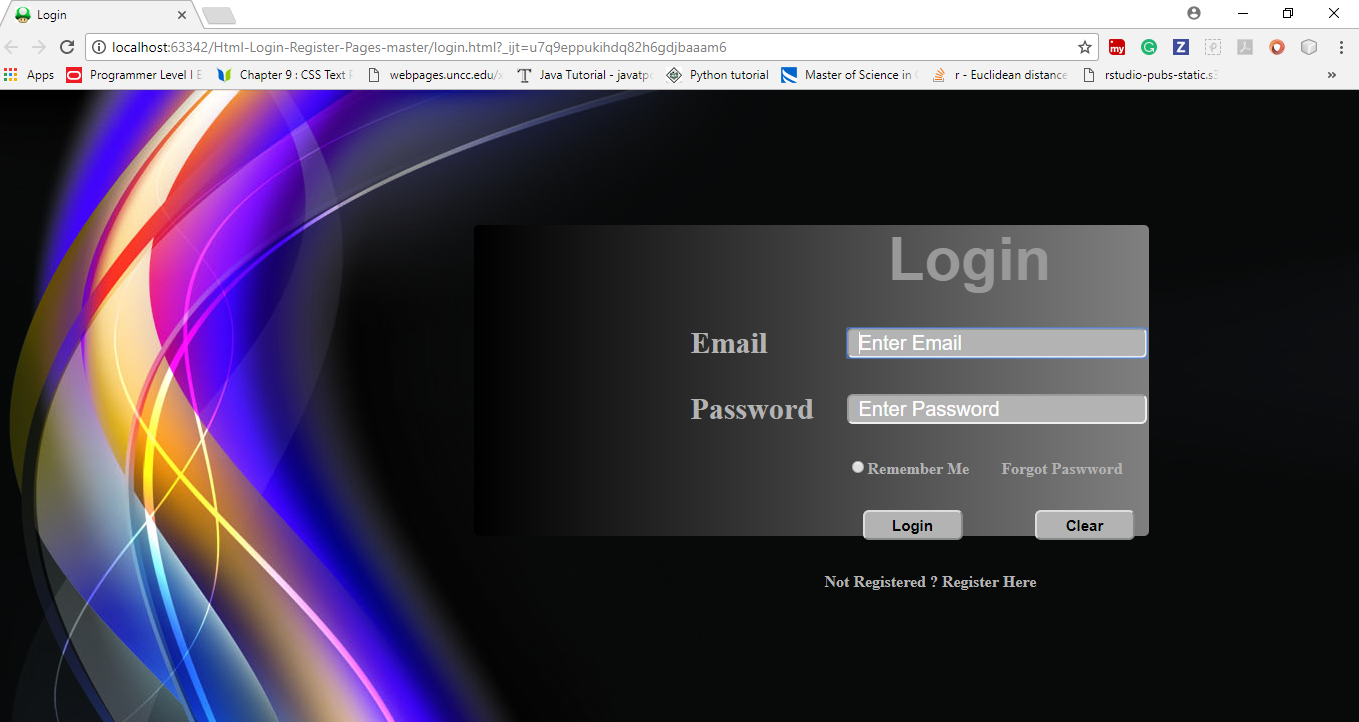 Login
localhost:63342/Html-Login-Register-Pages-master/login.html?_ijt=u7q9eppukihdq82h6gdjbaaam6
Apps Programmer Level I Chapter 9 : CSS Text webpages.uncc.edu/ Java Tutorial - javatp Python tutorial Master of Science in r - Euclidean distance rstudio-pubs-static.s3 »
Login
Email Enter Email
Password Enter Password
Remember Me Forgot Paswword
Login Clear
Not Registered ? Register Here